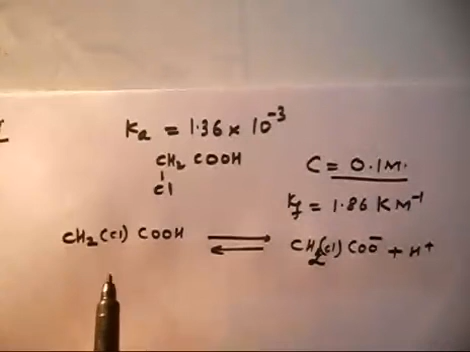 Ka = 1.36 × 10⁻³
CH₂ COOH
|
Cl
C = 0.1M.
Kf = 1.86 K M⁻¹
CH₂(Cl) COOH ⇌ CH₂(Cl) COO⁻ + H⁺